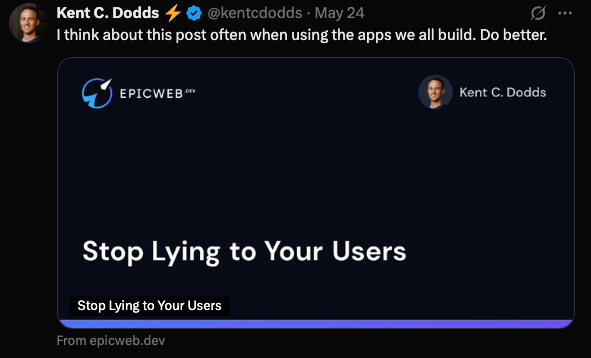 Kent C. Dodds ⚡ @kentcdodds · May 24
I think about this post often when using the apps we all build. Do better.
EPICWEB.DEV
Kent C. Dodds
Stop Lying to Your Users
Stop Lying to Your Users
From epicweb.dev